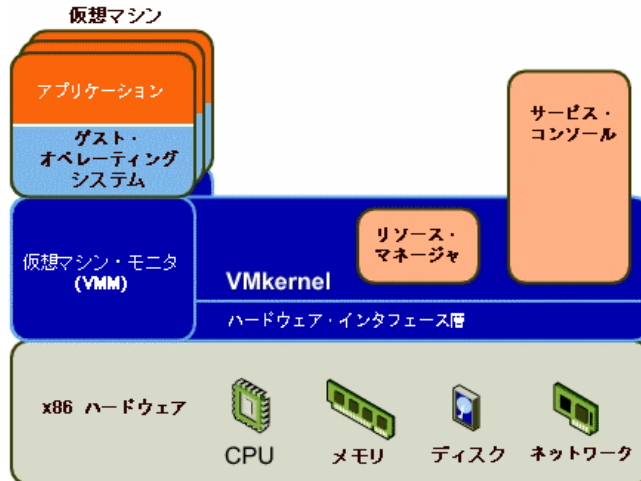 仮想マシン
アプリケーション
ゲスト・
オペレーティング
システム
サービス・
コンソール
仮想マシン・モニタ
(VMM)
リソース・
マネージャ
VMkernel
ハードウェア・インタフェース層
x86 ハードウェア
CPU
メモリ
ディスク
ネットワーク